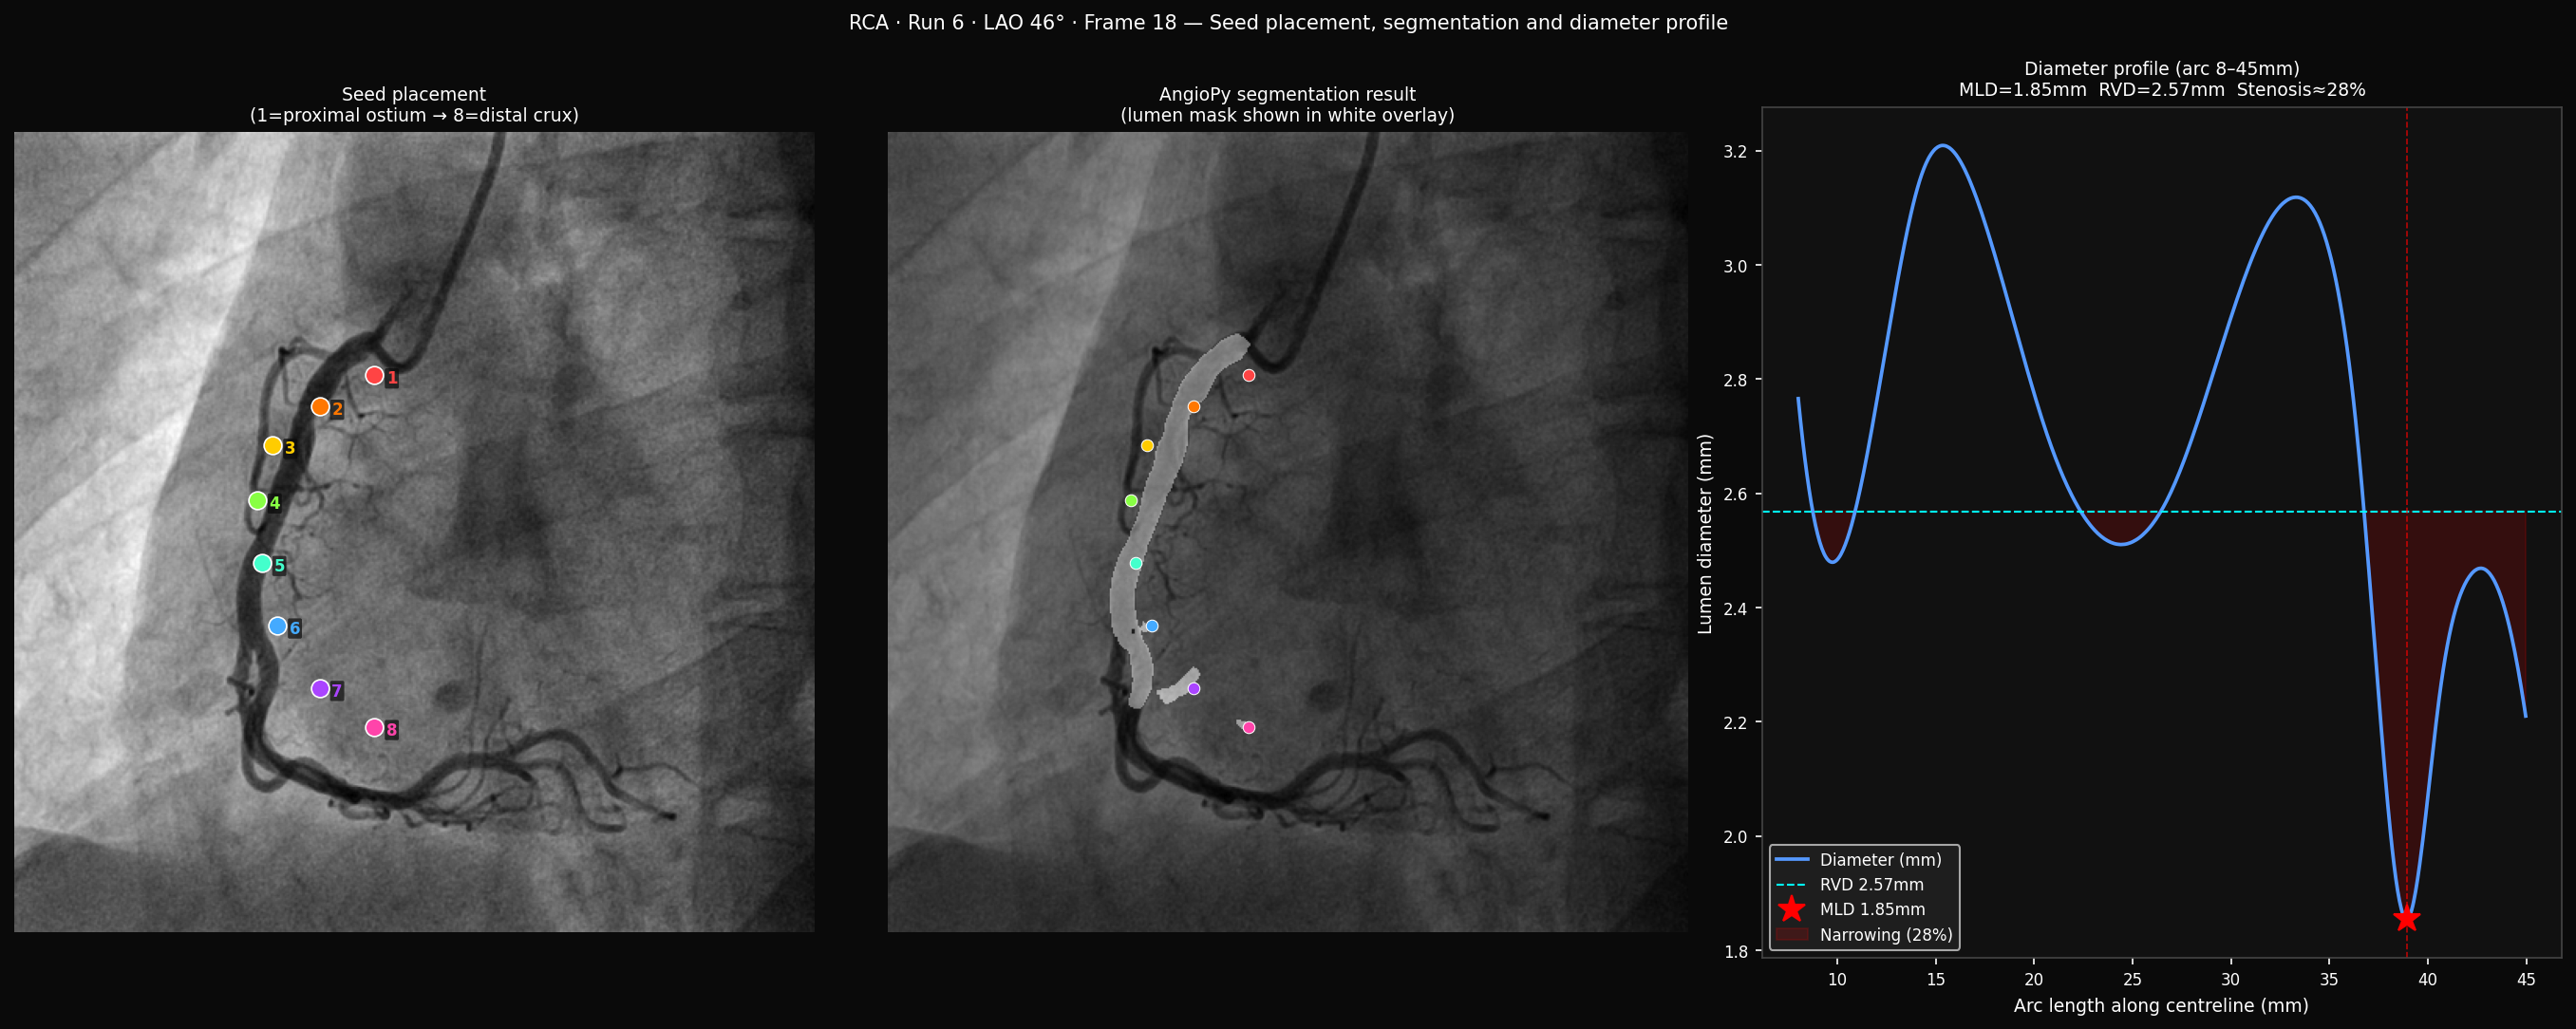 RCA · Run 6 · LAO 46° · Frame 18 — Seed placement, segmentation and diameter profile
Seed placement
(1=proximal ostium → 8=distal crux)
1
2
3
4
5
6
7
8
AngioPy segmentation result
(lumen mask shown in white overlay)
Diameter profile (arc 8–45mm)
MLD=1.85mm  RVD=2.57mm  Stenosis≈28%
Lumen diameter (mm)
3.2
3.0
2.8
2.6
2.4
2.2
2.0
1.8
Diameter (mm)
RVD 2.57mm
MLD 1.85mm
Narrowing (28%)
10
15
20
25
30
35
40
45
Arc length along centreline (mm)